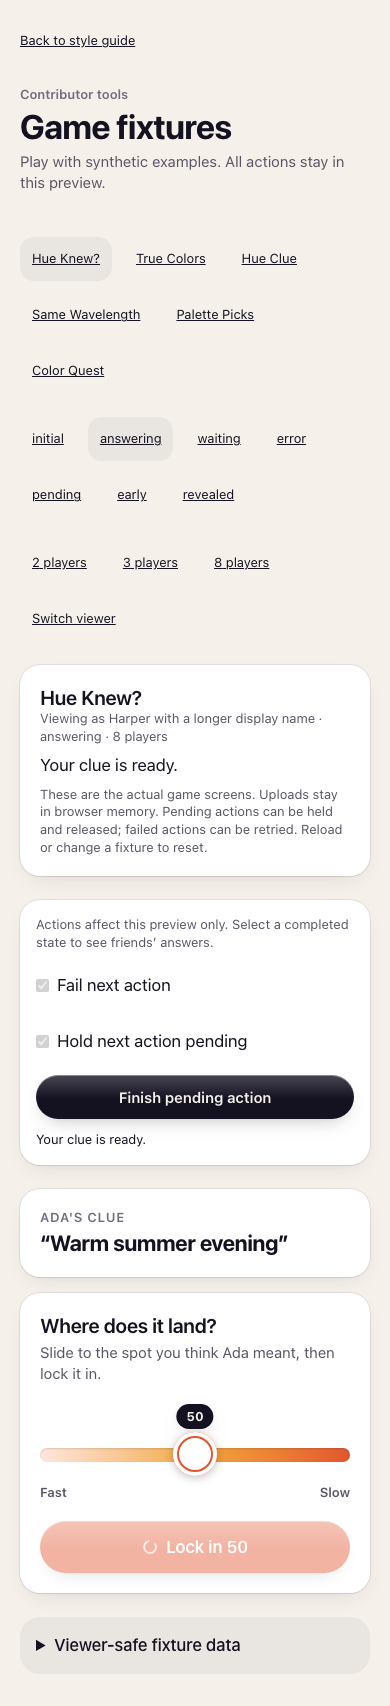 Back to style guide
Contributor tools
Game fixtures
Play with synthetic examples. All actions stay in
this preview.
Hue Knew? True Colors Hue Clue
Same Wavelength Palette Picks
Color Quest
initial answering waiting error
pending early revealed
2 players 3 players 8 players
Switch viewer
Hue Knew?
Viewing as Harper with a longer display name ·
answering · 8 players
Your clue is ready.
These are the actual game screens. Uploads stay
in browser memory. Pending actions can be held
and released; failed actions can be retried. Reload
or change a fixture to reset.
Actions affect this preview only. Select a completed
state to see friends’ answers.
Fail next action
Hold next action pending
Finish pending action
Your clue is ready.
ADA'S CLUE
“Warm summer evening”
Where does it land?
Slide to the spot you think Ada meant, then
lock it in.
50
Fast Slow
Lock in 50
Viewer-safe fixture data